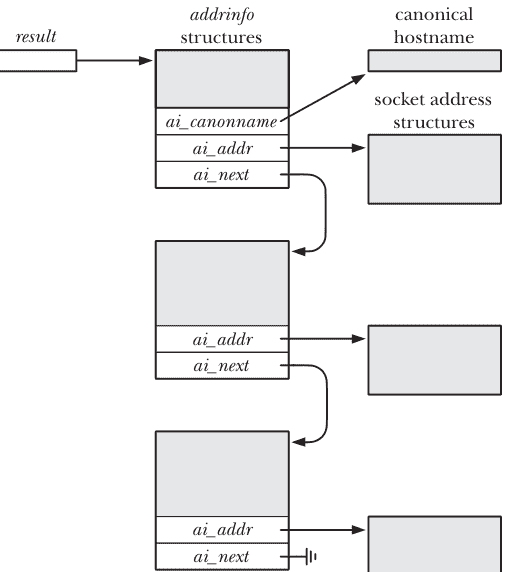 result
addrinfo
structures
canonical
hostname
ai_canonname
socket address
structures
ai_addr
ai_next
ai_addr
ai_next
ai_addr
ai_next